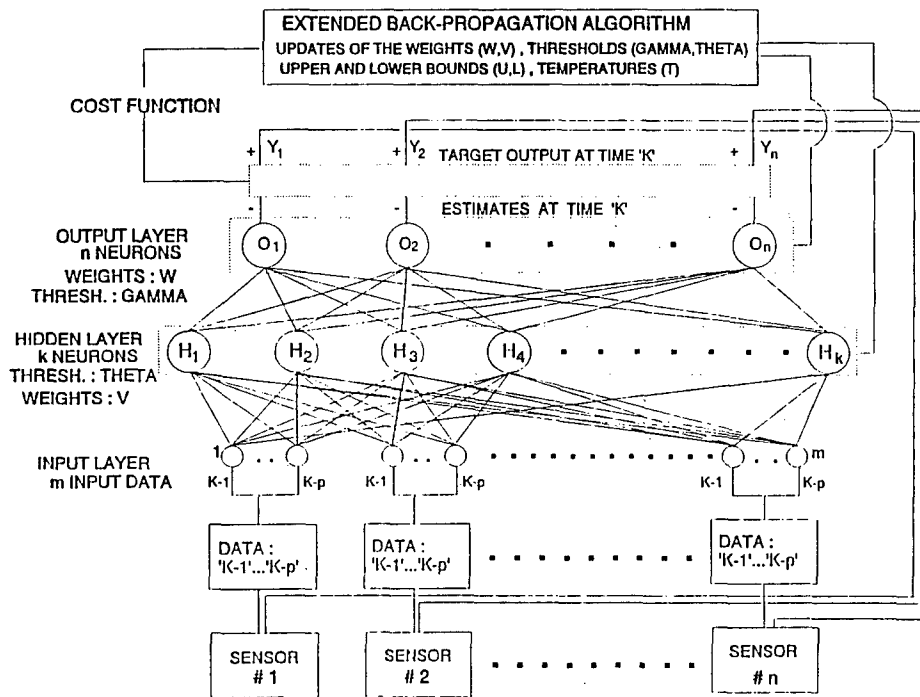 EXTENDED BACK-PROPAGATION ALGORITHM
UPDATES OF THE WEIGHTS (W,V) , THRESHOLDS (GAMMA,THETA)
UPPER AND LOWER BOUNDS (U,L) , TEMPERATURES (T)
COST FUNCTION
+ Y1 + Y2 + Yn
TARGET OUTPUT AT TIME 'K'
- - -
ESTIMATES AT TIME 'K'
OUTPUT LAYER
n NEURONS
O1 O2 On
WEIGHTS : W
THRESH. : GAMMA
HIDDEN LAYER
k NEURONS
H1 H2 H3 H4 Hk
THRESH. : THETA
WEIGHTS : V
1 m
INPUT LAYER
m INPUT DATA
K-1 K-p K-1 K-p K-1 K-p
DATA : DATA : DATA :
'K-1'...'K-p' 'K-1'...'K-p' 'K-1'...'K-p'
SENSOR SENSOR SENSOR
# 1 # 2 # n